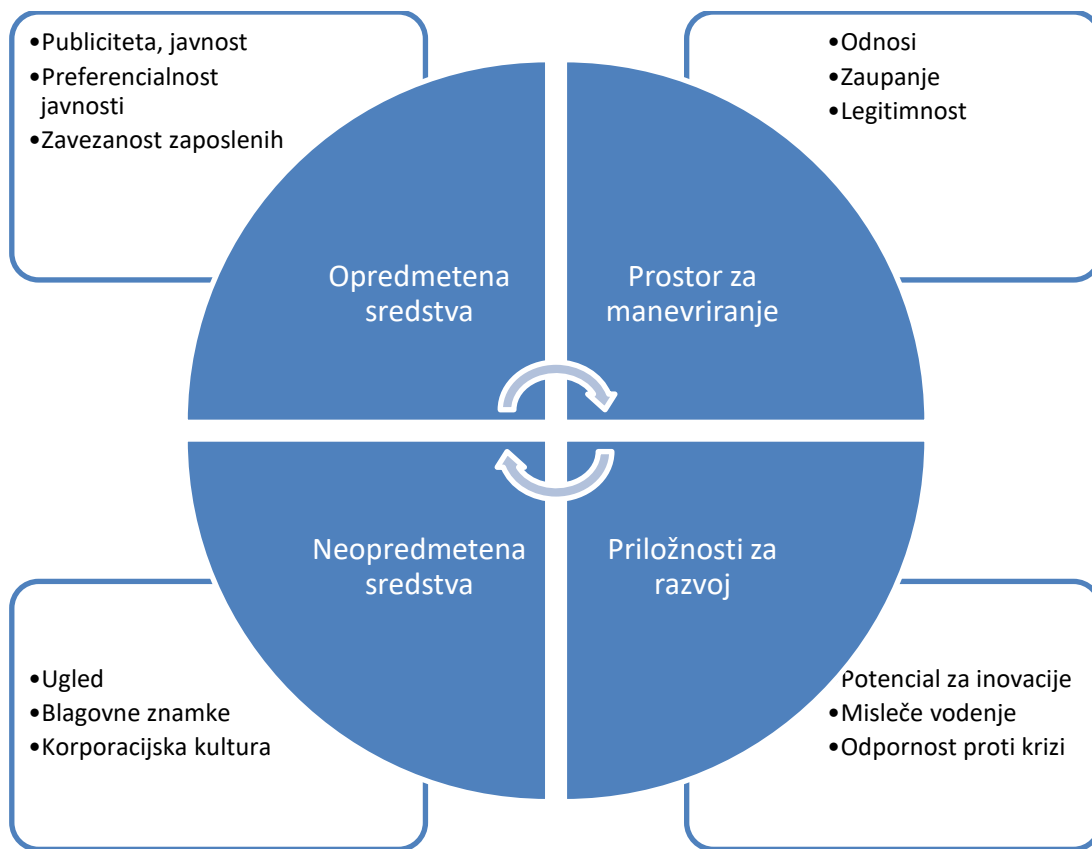 •Publiciteta, javnost
•Preferencialnost
javnosti
•Zavezanost zaposlenih
•Odnosi
•Zaupanje
•Legitimnost
Opredmetena
sredstva
Prostor za
manevriranje
Neopredmetena
sredstva
Priložnosti za
razvoj
•Ugled
•Blagovne znamke
•Korporacijska kultura
Potencial za inovacije
•Misleče vodenje
•Odpornost proti krizi